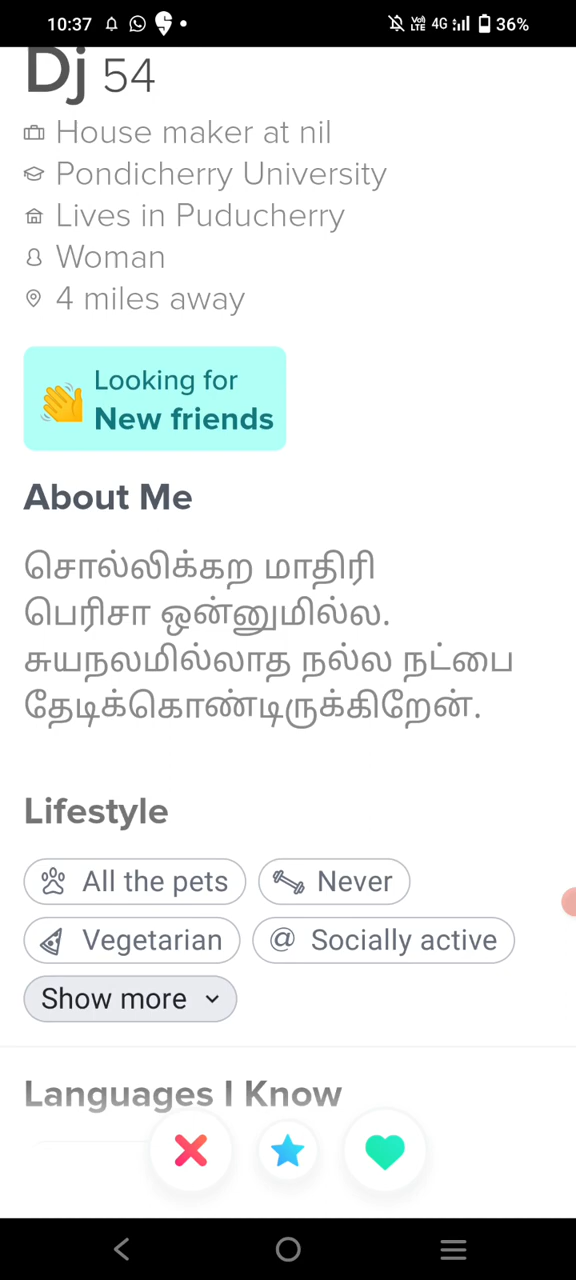 10:37 4G 36%
Dj 54
House maker at nil
Pondicherry University
Lives in Puducherry
Woman
4 miles away
Looking for
New friends
About Me
சொல்லிக்கற மாதிரி
பெரிசா ஒன்னுமில்ல.
சுயநலமில்லாத நல்ல நட்பை
தேடிக்கொண்டிருக்கிறேன்.
Lifestyle
All the pets Never
Vegetarian @ Socially active
Show more
Languages I Know